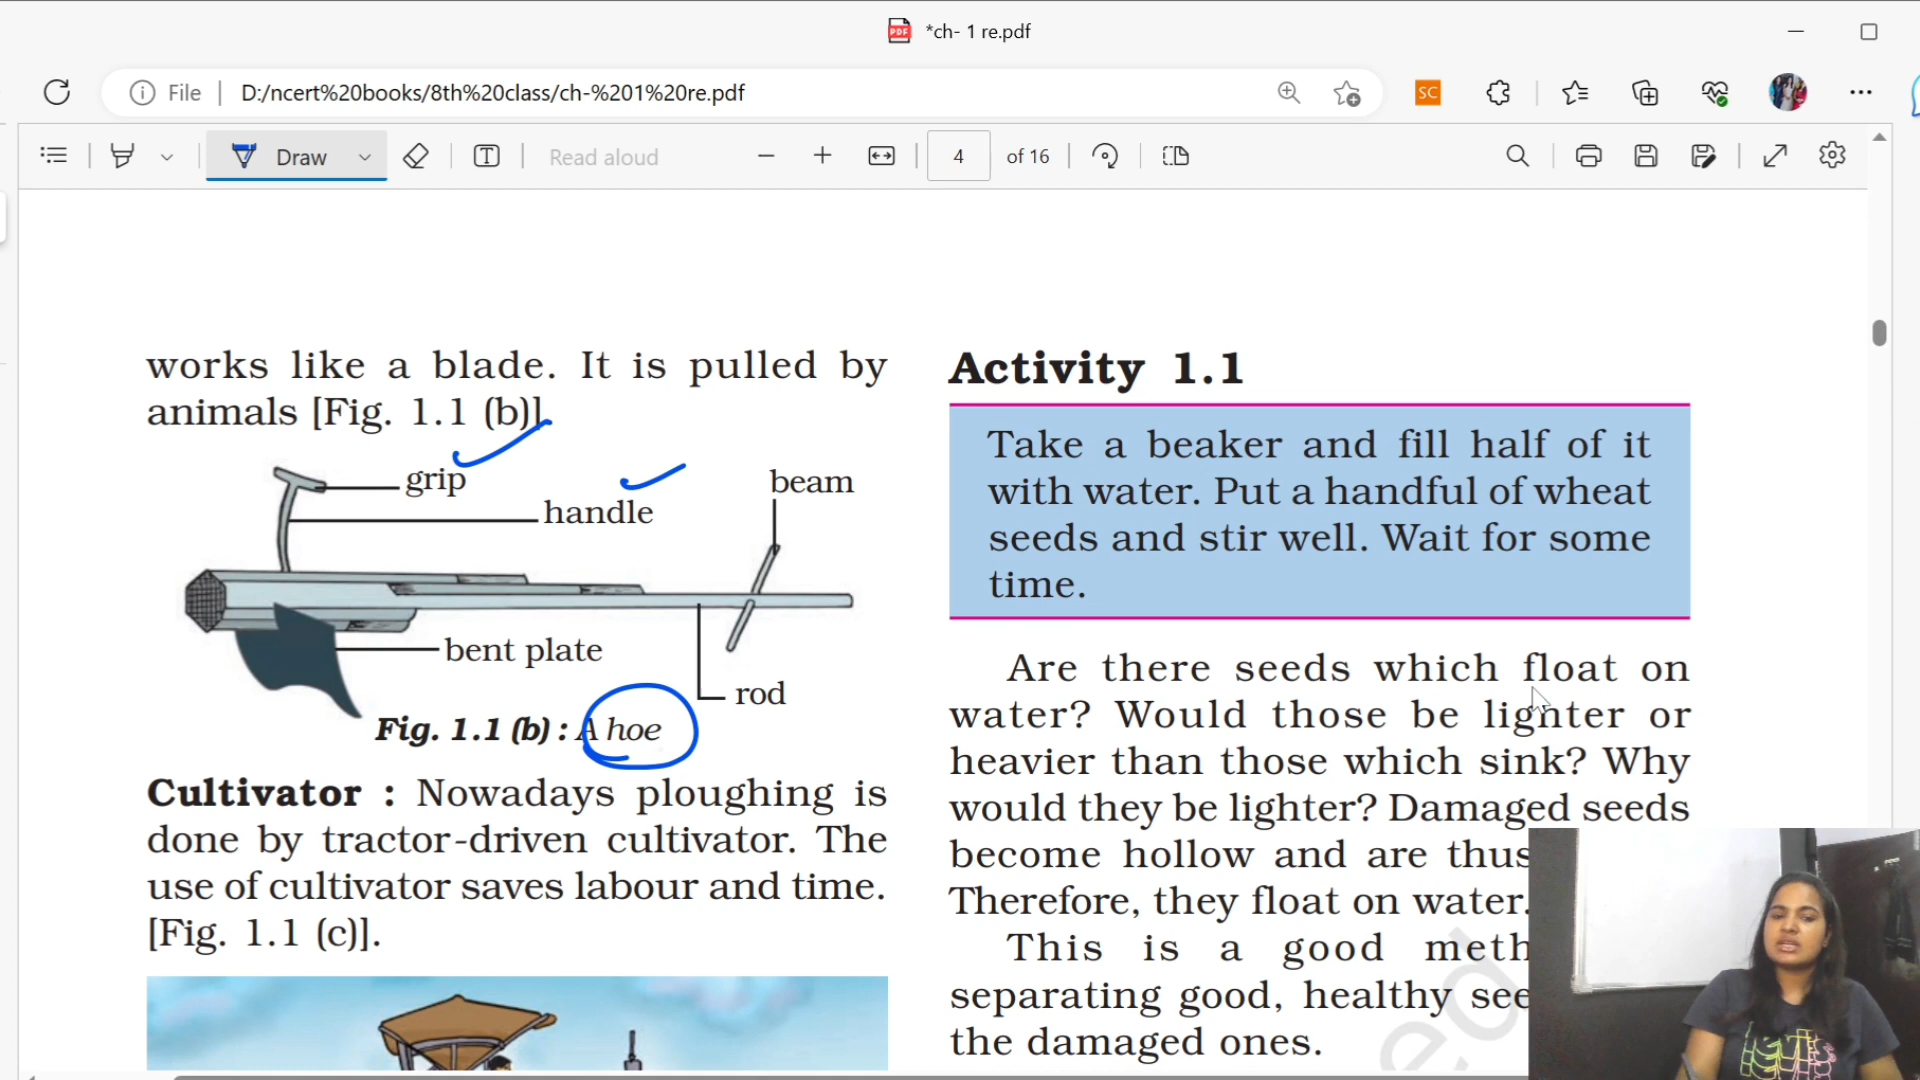 *ch- 1 re.pdf
File
D:/ncert%20books/8th%20class/ch-%201%20re.pdf
SC
Draw
Read aloud
4
of 16
works like a blade. It is pulled by
animals [Fig. 1.1 (b)].
grip
handle
beam
bent plate
rod
Fig. 1.1 (b) : A hoe
Cultivator : Nowadays ploughing is
done by tractor-driven cultivator. The
use of cultivator saves labour and time.
[Fig. 1.1 (c)].
Activity 1.1
Take a beaker and fill half of it
with water. Put a handful of wheat
seeds and stir well. Wait for some
time.
Are there seeds which float on
water? Would those be lighter or
heavier than those which sink? Why
would they be lighter? Damaged seeds
become hollow and are thus
Therefore, they float on water.
This is a good meth
separating good, healthy see
the damaged ones.
ed